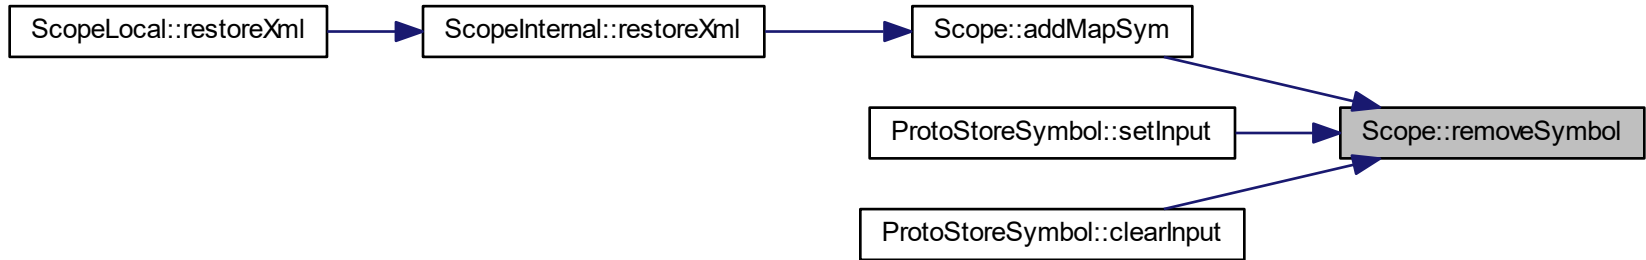 ScopeLocal::restoreXml
ScopeInternal::restoreXml
Scope::addMapSym
ProtoStoreSymbol::setInput
Scope::removeSymbol
ProtoStoreSymbol::clearInput